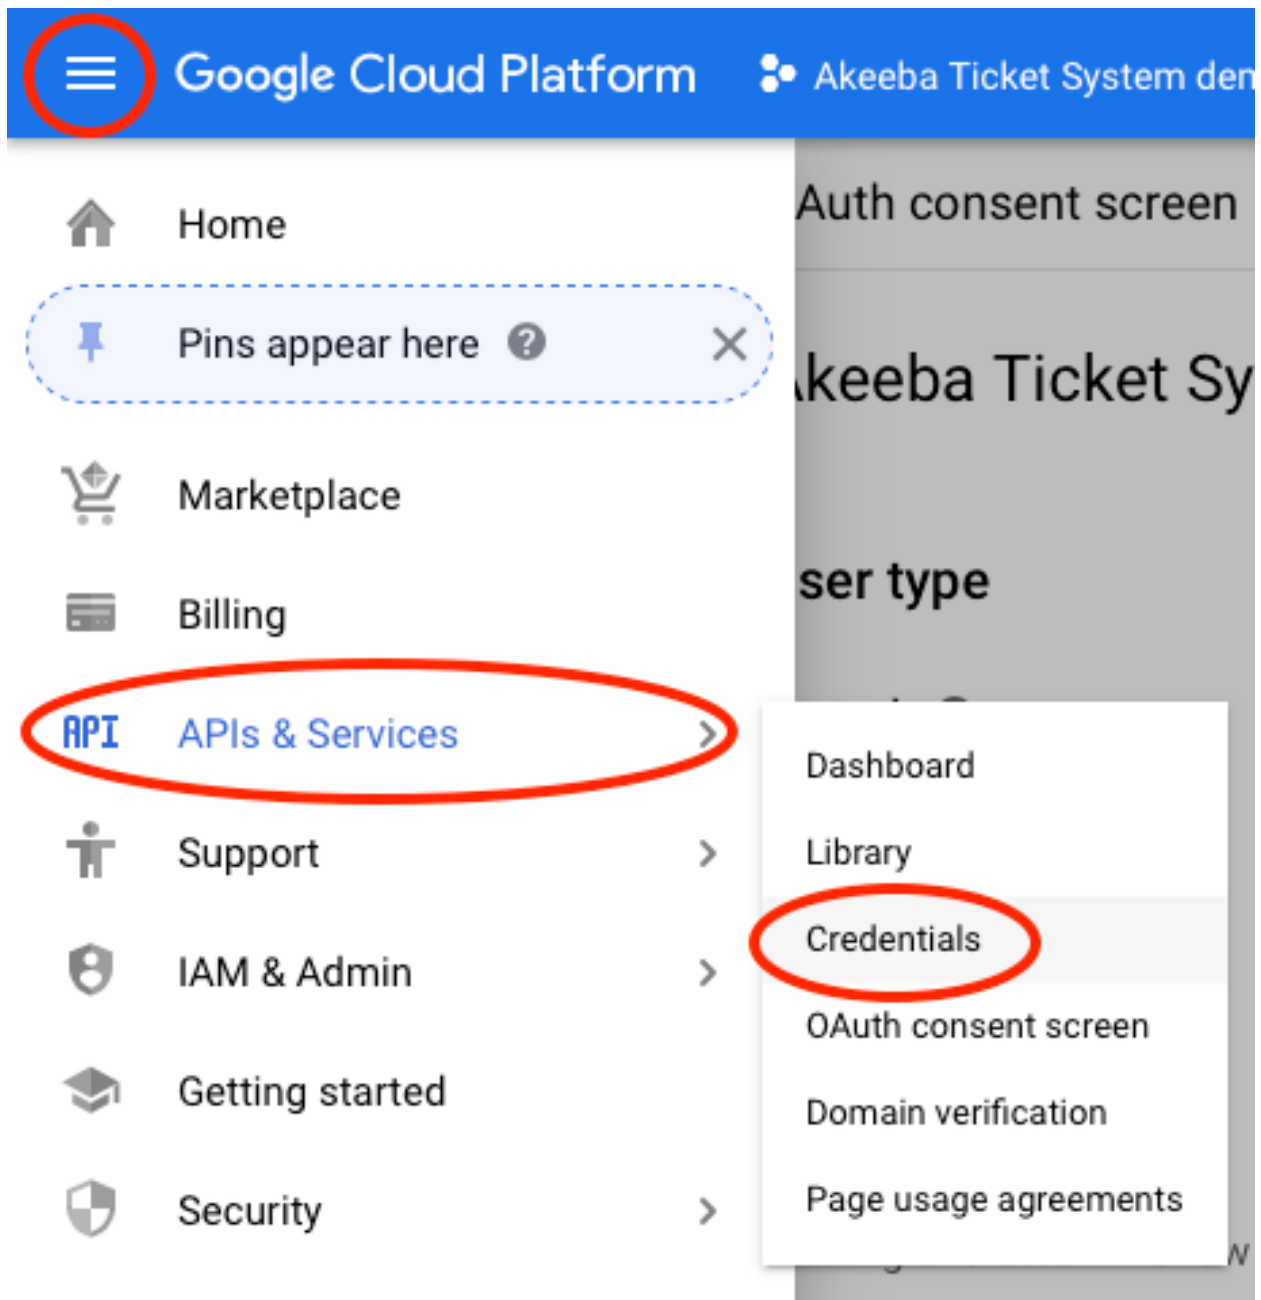 Google Cloud Platform
Akeeba Ticket System den
Home
Auth consent screen
Pins appear here
keeba Ticket Sy
Marketplace
ser type
Billing
API APIs & Services
Dashboard
Library
Support
Credentials
IAM & Admin
OAuth consent screen
Getting started
Domain verification
Page usage agreements
Security